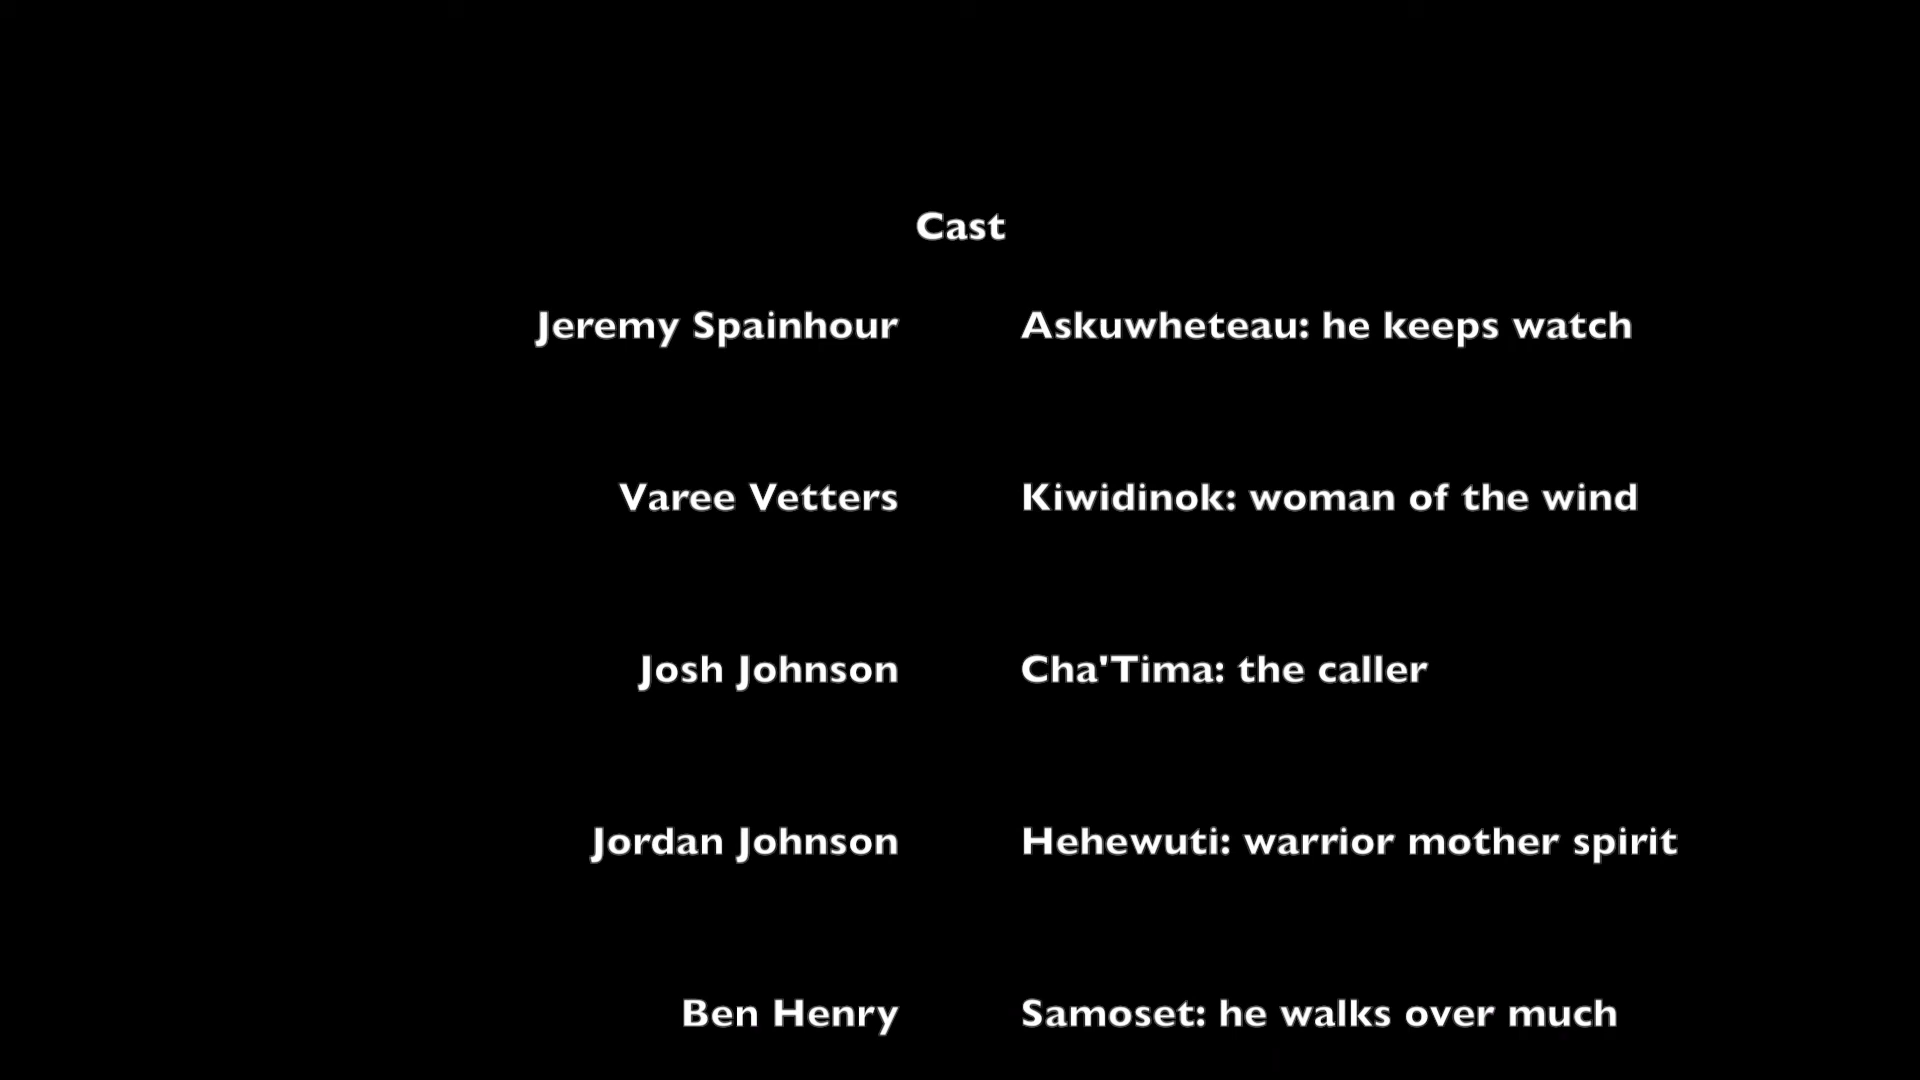 Cast
Jeremy Spainhour Askuwheteau: he keeps watch
Varee Vetters Kiwidinok: woman of the wind
Josh Johnson Cha'Tima: the caller
Jordan Johnson Hehewuti: warrior mother spirit
Ben Henry Samoset: he walks over much